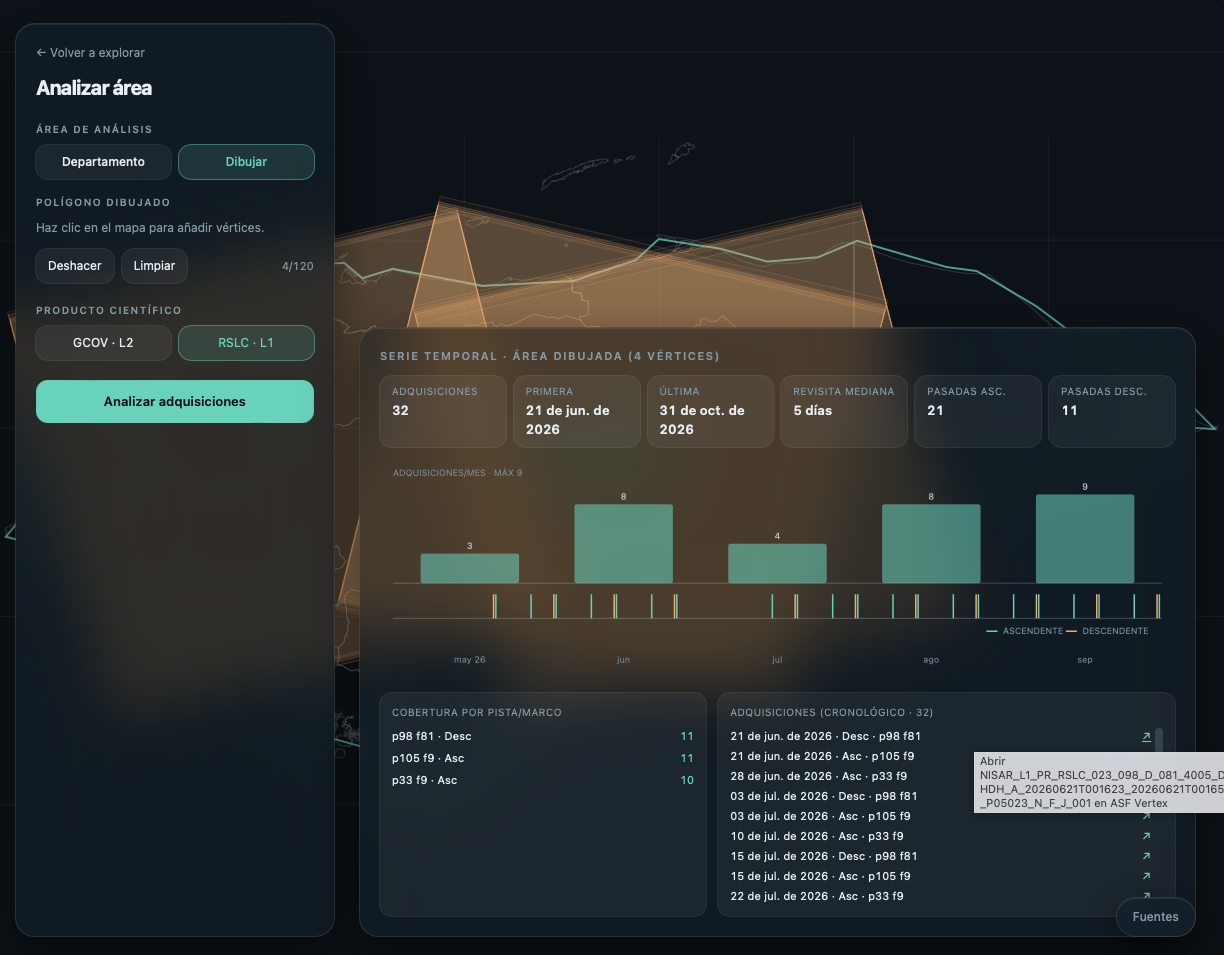 ← Volver a explorar
Analizar área
ÁREA DE ANÁLISIS
Departamento
Dibujar
POLÍGONO DIBUJADO
Haz clic en el mapa para añadir vértices.
Deshacer
Limpiar
4/120
PRODUCTO CIENTÍFICO
GCOV · L2
RSLC · L1
Analizar adquisiciones
SERIE TEMPORAL · ÁREA DIBUJADA (4 VÉRTICES)
ADQUISICIONES
32
PRIMERA
21 de jun. de
2026
ÚLTIMA
31 de oct. de
2026
REVISITA MEDIANA
5 días
PASADAS ASC.
21
PASADAS DESC.
11
ADQUISICIONES/MES · MÁX 9
3
8
4
8
9
ASCENDENTE
DESCENDENTE
may 26
jun
jul
ago
sep
COBERTURA POR PISTA/MARCO
p98 f81 · Desc 11
p105 f9 · Asc 11
p33 f9 · Asc 10
ADQUISICIONES (CRONOLÓGICO · 32)
21 de jun. de 2026 · Desc · p98 f81 ↗
21 de jun. de 2026 · Asc · p105 f9
28 de jun. de 2026 · Asc · p33 f9
03 de jul. de 2026 · Desc · p98 f81
03 de jul. de 2026 · Asc · p105 f9 ↗
10 de jul. de 2026 · Asc · p33 f9 ↗
15 de jul. de 2026 · Desc · p98 f81 ↗
15 de jul. de 2026 · Asc · p105 f9 ↗
22 de jul. de 2026 · Asc · p33 f9 ↗
Abrir
NISAR_L1_PR_RSLC_023_098_D_081_4005_D
HDH_A_20260621T001623_20260621T00165
_P05023_N_F_J_001 en ASF Vertex
Fuentes